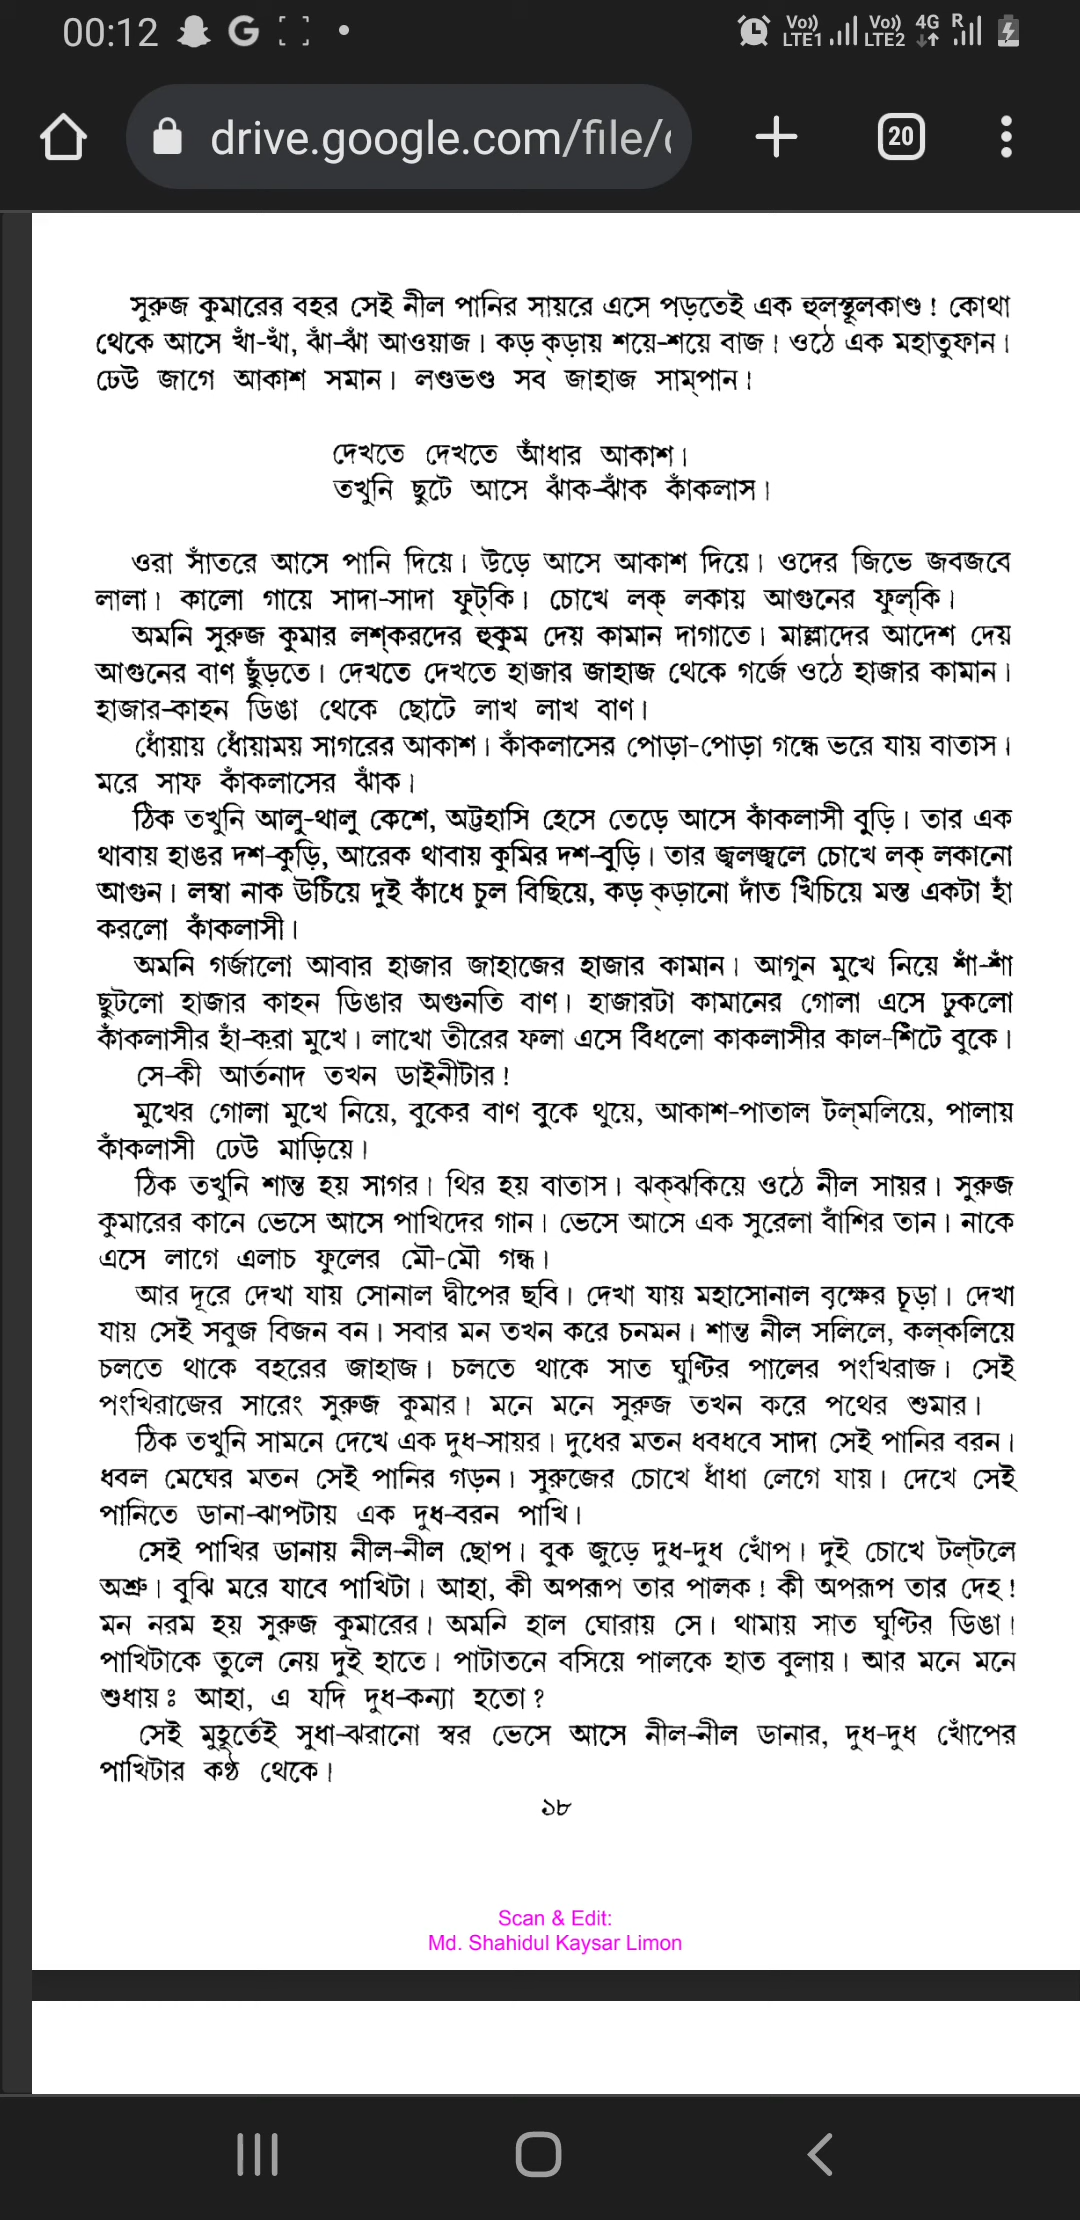 00:12
Vo)) LTE1 Vo)) LTE2 4G R
drive.google.com/file/
20
সুরুজ কুমারের বহর সেই নীল পানির সায়রে এসে পড়তেই এক হুলস্থূলকাণ্ড ! কোথা
থেকে আসে খাঁ-খাঁ, ঝাঁ-ঝাঁ আওয়াজ। কড়্ কড়ায় শয়ে-শয়ে বাজ। ওঠে এক মহাতুফান।
ঢেউ জাগে আকাশ সমান। লণ্ডভণ্ড সব জাহাজ সাম্পান।
দেখতে দেখতে আঁধার আকাশ।
তখুনি ছুটে আসে ঝাঁক-ঝাঁক কাঁকলাস।
ওরা সাঁতরে আসে পানি দিয়ে। উড়ে আসে আকাশ দিয়ে। ওদের জিভে জবজবে
লালা। কালো গায়ে সাদা-সাদা ফুট্‌কি। চোখে লক্ লকায় আগুনের ফুল্‌কি।
অমনি সুরুজ কুমার লশ্‌করদের হুকুম দেয় কামান দাগাতে। মাল্লাদের আদেশ দেয়
আগুনের বাণ ছুঁড়তে। দেখতে দেখতে হাজার জাহাজ থেকে গর্জে ওঠে হাজার কামান।
হাজার-কাহন ডিঙা থেকে ছোটে লাখ লাখ বাণ।
ধোঁয়ায় ধোঁয়াময় সাগরের আকাশ। কাঁকলাসের পোড়া-পোড়া গন্ধে ভরে যায় বাতাস।
মরে সাফ কাঁকলাসের ঝাঁক।
ঠিক তখুনি আলু-থালু কেশে, অট্টহাসি হেসে তেড়ে আসে কাঁকলাসী বুড়ি। তার এক
থাবায় হাঙর দশ-কুড়ি, আরেক থাবায় কুমির দশ-বুড়ি। তার জ্বলজ্বলে চোখে লক্ লকানো
আগুন। লম্বা নাক উচিঁয়ে দুই কাঁধে চুল বিছিয়ে, কড়্ কড়ানো দাঁত খিঁচিয়ে মস্ত একটা হাঁ
করলো কাঁকলাসী।
অমনি গর্জালো আবার হাজার জাহাজের হাজার কামান। আগুন মুখে নিয়ে শাঁ-শাঁ
ছুটলো হাজার কাহন ডিঙার অগুনতি বাণ। হাজারটা কামানের গোলা এসে ঢুকলো
কাঁকলাসীর হাঁ-করা মুখে। লাখো তীরের ফলা এসে বিঁধলো কাকলাসীর কাল-শিটে বুকে।
সে-কী আর্তনাদ তখন ডাইনীটার !
মুখের গোলা মুখে নিয়ে, বুকের বাণ বুকে থুয়ে, আকাশ-পাতাল টল্‌মলিয়ে, পালায়
কাঁকলাসী ঢেউ মাড়িয়ে।
ঠিক তখুনি শান্ত হয় সাগর। থির হয় বাতাস। ঝক্‌ঝকিয়ে ওঠে নীল সায়র। সুরুজ
কুমারের কানে ভেসে আসে পাখিদের গান। ভেসে আসে এক সুরেলা বাঁশির তান। নাকে
এসে লাগে এলাচ ফুলের মৌ-মৌ গন্ধ।
আর দূরে দেখা যায় সোনাল দ্বীপের ছবি। দেখা যায় মহাসোনাল বৃক্ষের চূড়া। দেখা
যায় সেই সবুজ বিজন বন। সবার মন তখন করে চনমন। শান্ত নীল সলিলে, কল্‌কলিয়ে
চলতে থাকে বহরের জাহাজ। চলতে থাকে সাত ঘুণ্টির পালের পংখিরাজ। সেই
পংখিরাজের সারেং সুরুজ কুমার। মনে মনে সুরুজ তখন করে পথের শুমার।
ঠিক তখুনি সামনে দেখে এক দুধ-সায়র। দুধের মতন ধবধবে সাদা সেই পানির বরন।
ধবল মেঘের মতন সেই পানির গড়ন। সুরুজের চোখে ধাঁধা লেগে যায়। দেখে সেই
পানিতে ডানা-ঝাপটায় এক দুধ-বরন পাখি।
সেই পাখির ডানায় নীল-নীল ছোপ। বুক জুড়ে দুধ-দুধ খোঁপ। দুই চোখে টল্‌টলে
অশ্রু। বুঝি মরে যাবে পাখিটা। আহা, কী অপরূপ তার পালক ! কী অপরূপ তার দেহ !
মন নরম হয় সুরুজ কুমারের। অমনি হাল ঘোরায় সে। থামায় সাত ঘুণ্টির ডিঙা।
পাখিটাকে তুলে নেয় দুই হাতে। পাটাতনে বসিয়ে পালকে হাত বুলায়। আর মনে মনে
শুধায়ঃ আহা, এ যদি দুধ-কন্যা হতো ?
সেই মুহূর্তেই সুধা-ঝরানো স্বর ভেসে আসে নীল-নীল ডানার, দুধ-দুধ খোঁপের
পাখিটার কণ্ঠ থেকে।
১৮
Scan & Edit:
Md. Shahidul Kaysar Limon